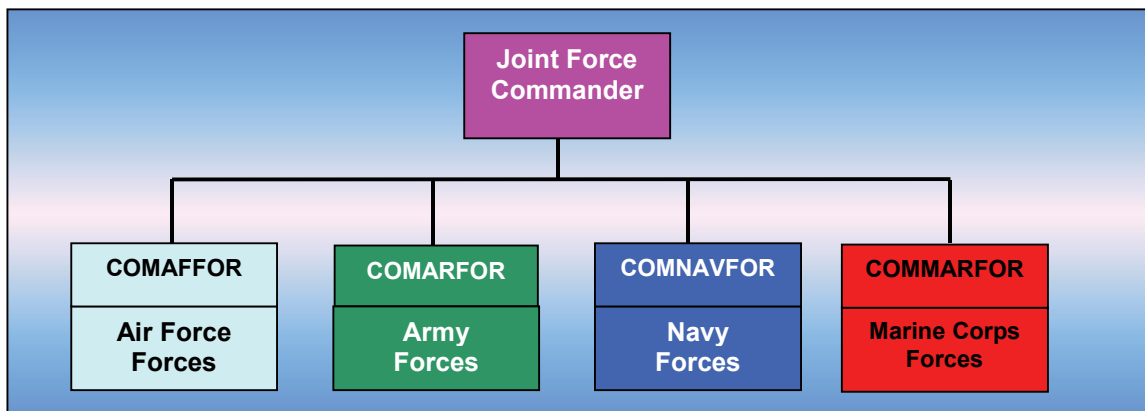 Joint Force
Commander
COMAFFOR
COMARFOR
COMNAVFOR
COMMARFOR
Air Force
Forces
Army
Forces
Navy
Forces
Marine Corps
Forces